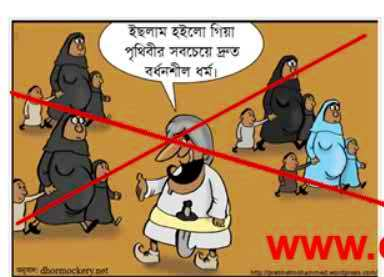 ইছলাম হইলো গিয়া
পৃথিবীর সবচেয়ে দ্রুত
বর্ধনশীল ধর্ম।
www.
অনুবাদ: dhormockery.net